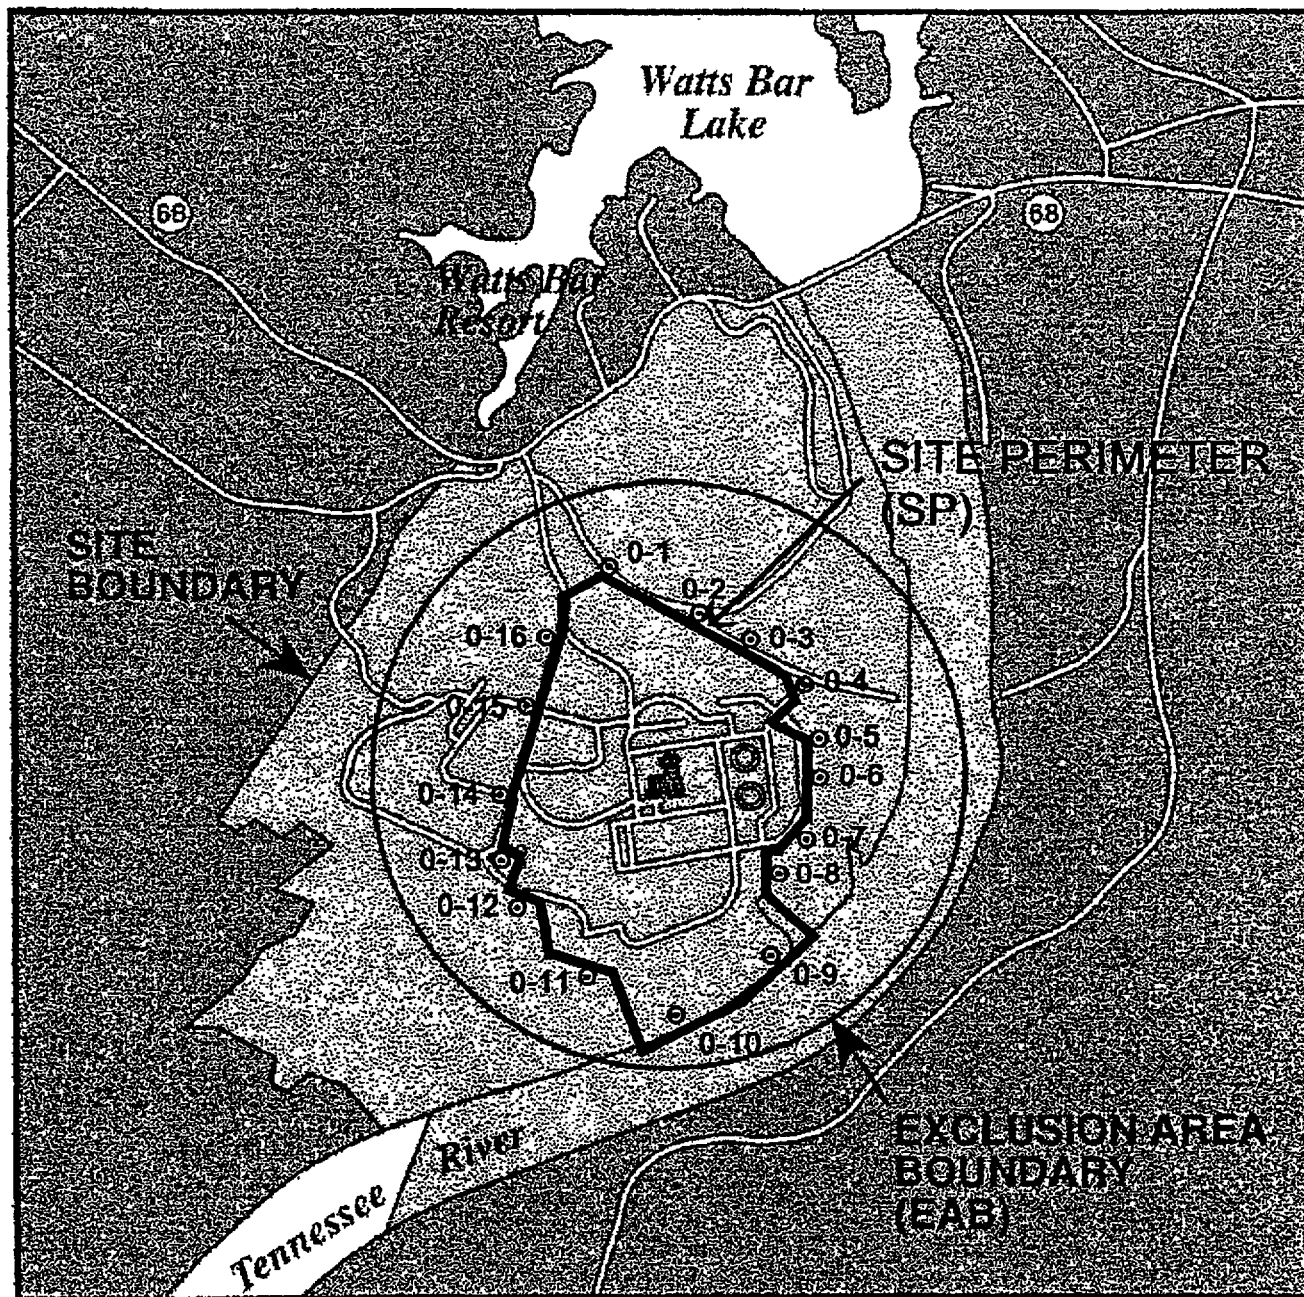 Watts Bar
Lake
68
68
Watts Bar
Resort
SITE PERIMETER
(SP)
SITE
BOUNDARY
0-1
0-2
0-16
0-3
0-4
0-15
0-5
0-6
0-14
0-7
0-13
0-8
0-12
0-9
0-11
0-10
EXCLUSION AREA
BOUNDARY
(EAB)
Tennessee River